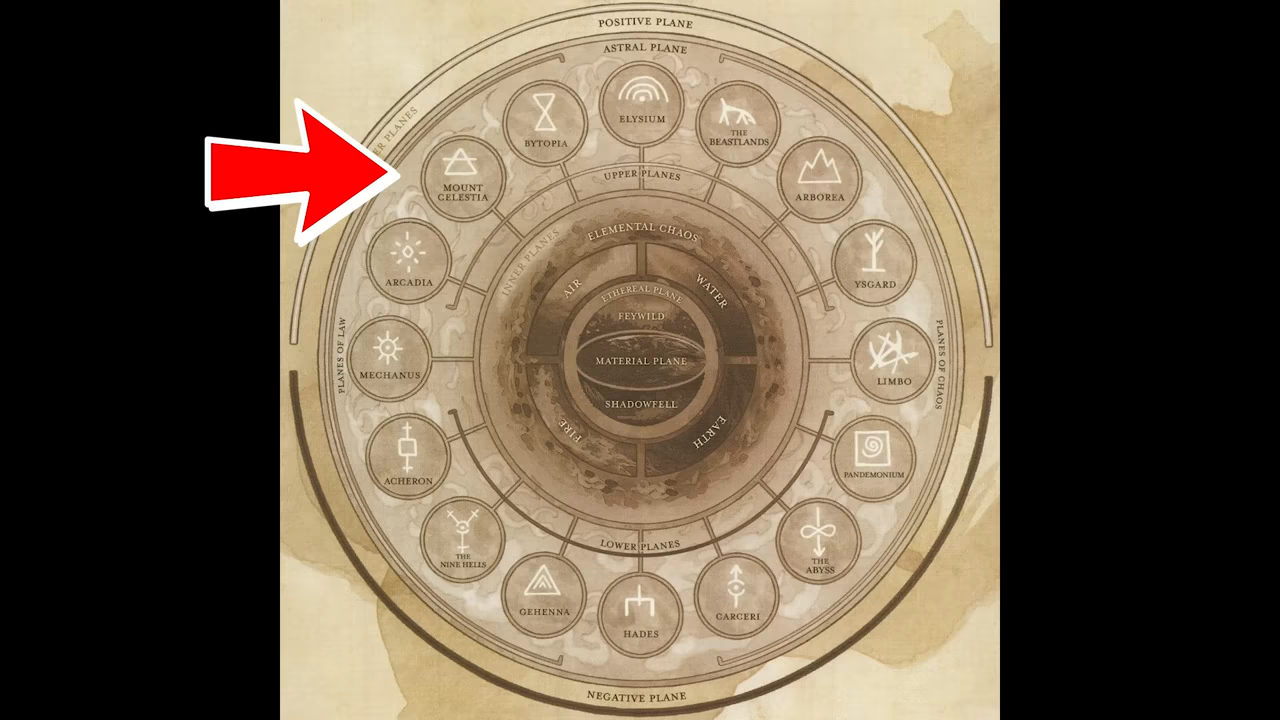 POSITIVE PLANE
ASTRAL PLANE
ER PLANES
ELYSIUM
BYTOPIA
THE
BEASTLANDS
MOUNT
CELESTIA
ARBOREA
UPPER PLANES
ARCADIA
YSGARD
INNER PLANES
ELEMENTAL CHAOS
AIR
WATER
ETHEREAL PLANE
FEYWILD
MATERIAL PLANE
SHADOWFELL
FIRE
EARTH
PLANES OF LAW
MECHANUS
LIMBO
PLANES OF CHAOS
ACHERON
PANDEMONIUM
THE
NINE HELLS
THE
ABYSS
LOWER PLANES
GEHENNA
CARCERI
HADES
NEGATIVE PLANE